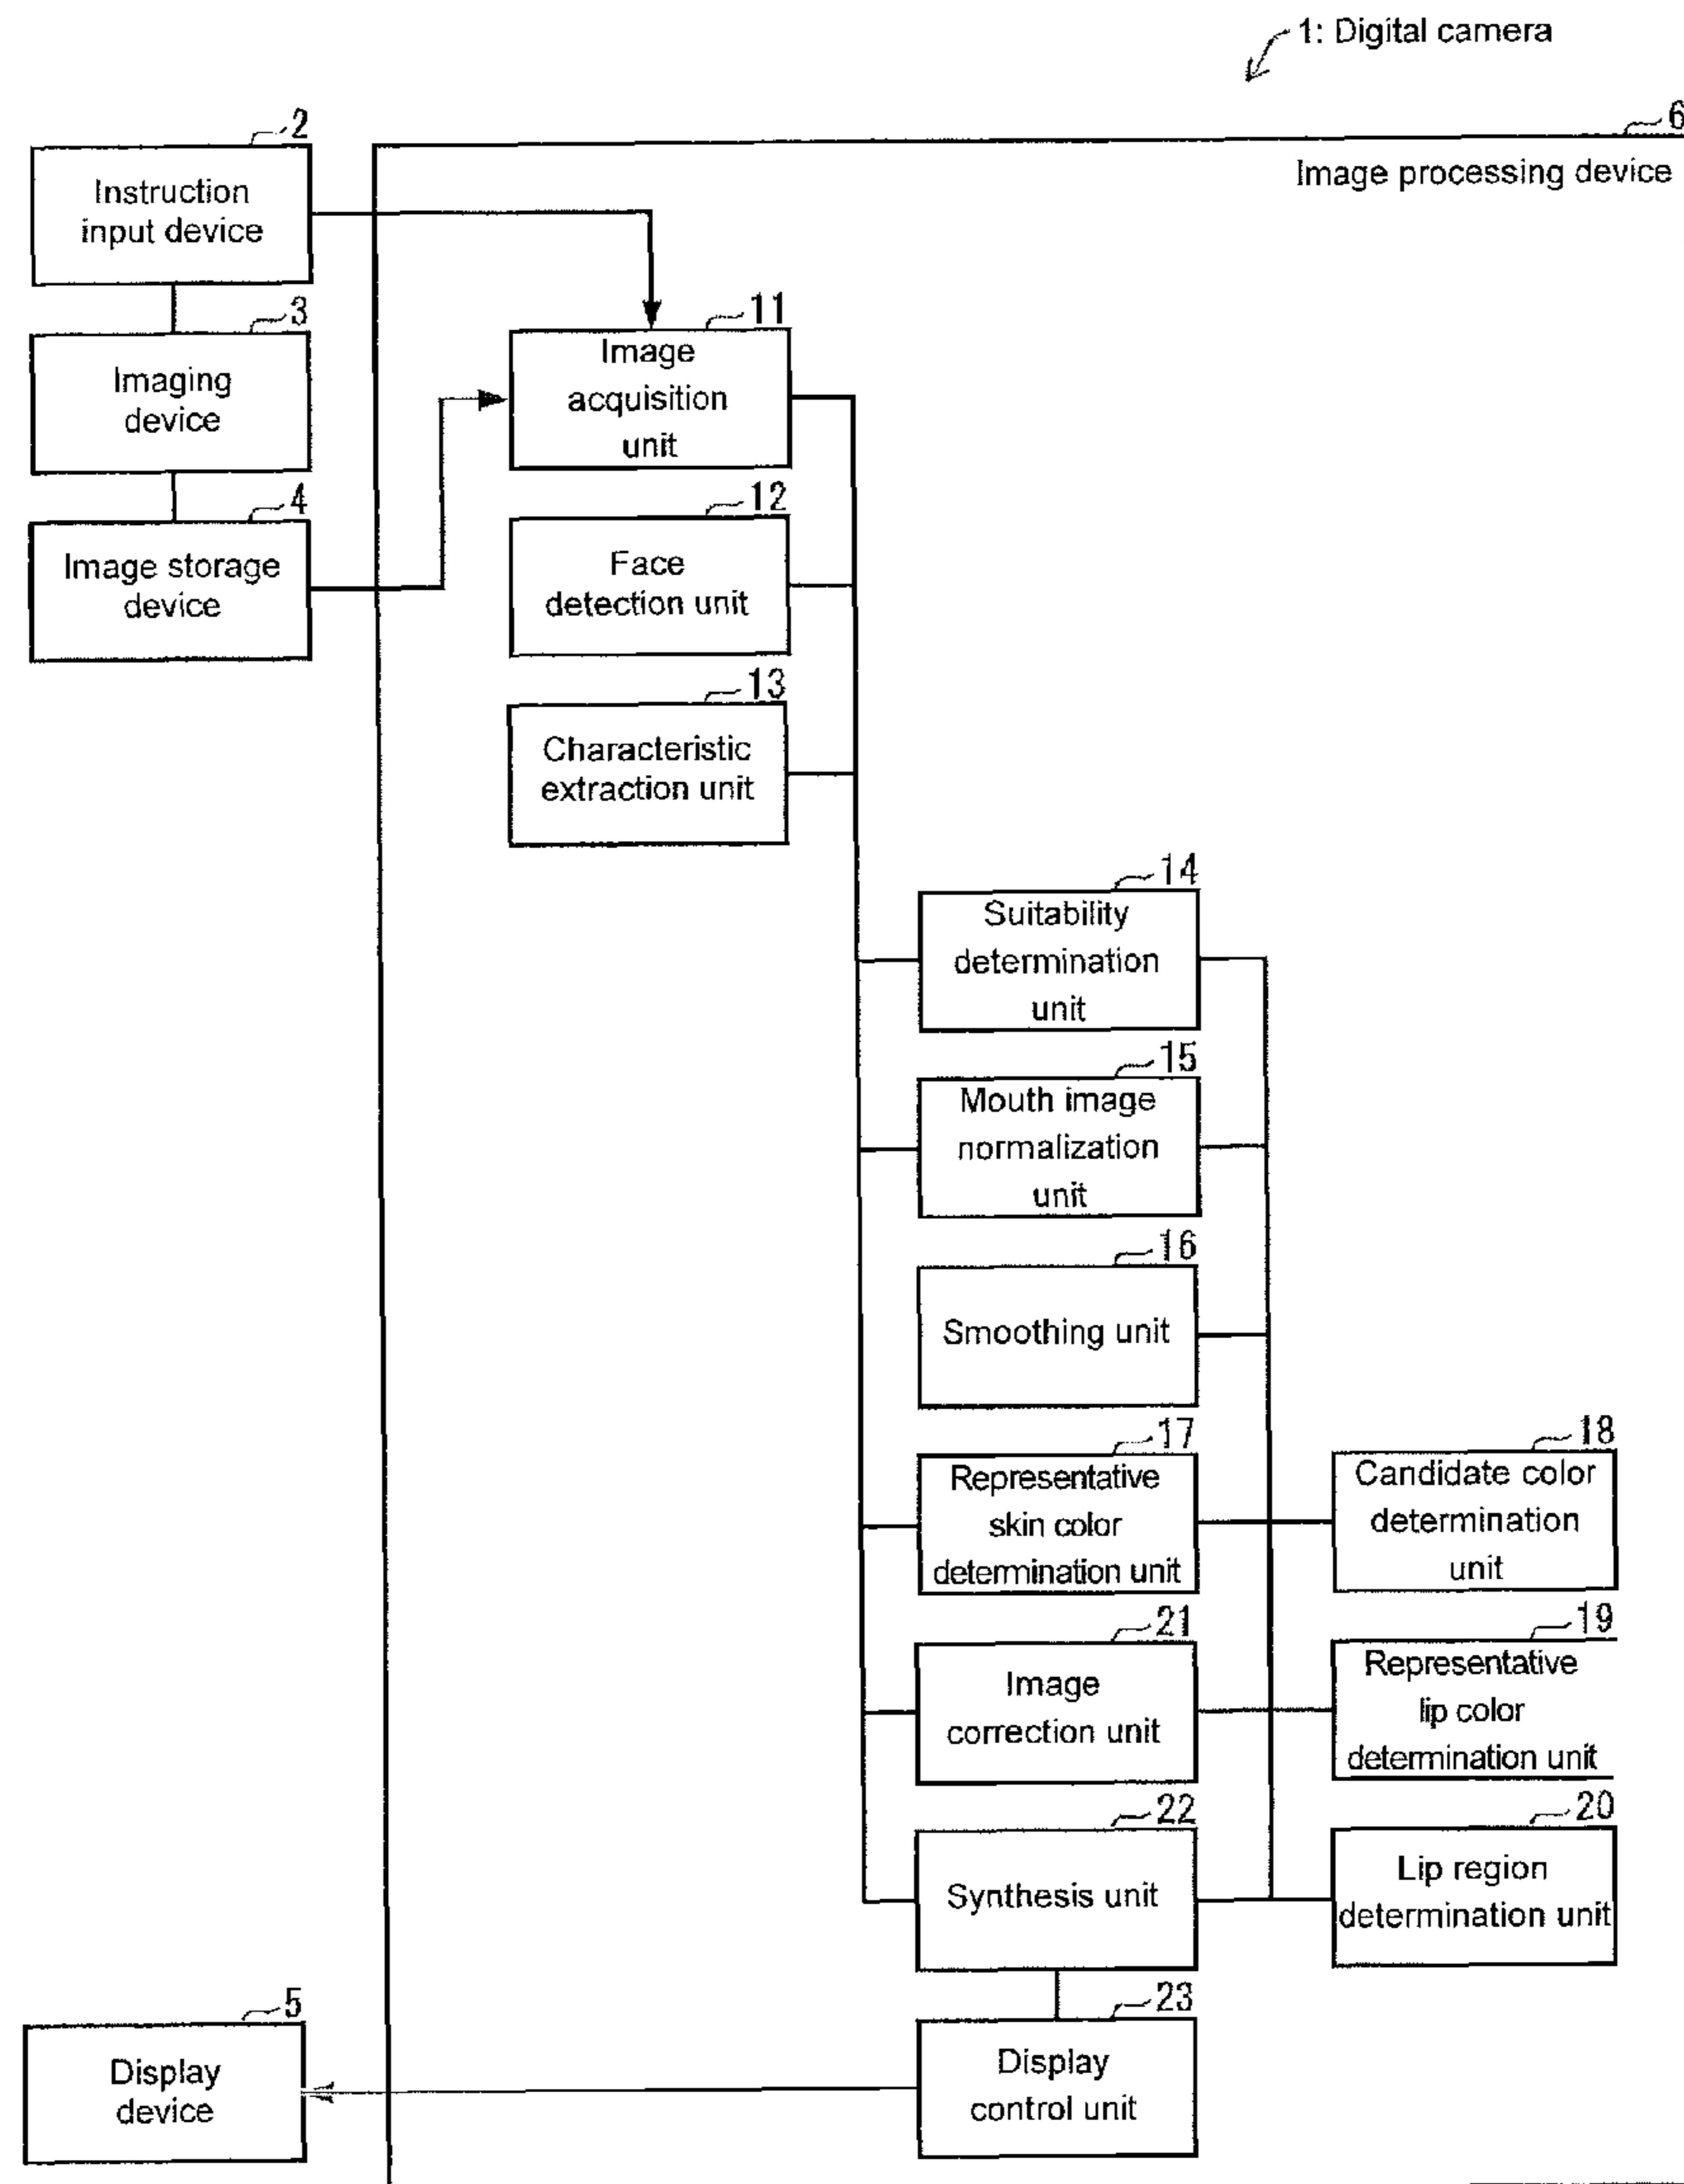 1: Digital camera
6
Image processing device
2
Instruction
input device
3
Imaging
device
4
Image storage
device
11
Image
acquisition
unit
12
Face
detection unit
13
Characteristic
extraction unit
14
Suitability
determination
unit
15
Mouth image
normalization
unit
16
Smoothing unit
17
Representative
skin color
determination unit
18
Candidate color
determination
unit
21
Image
correction unit
19
Representative
lip color
determination unit
22
Synthesis unit
20
Lip region
determination unit
5
Display
device
23
Display
control unit